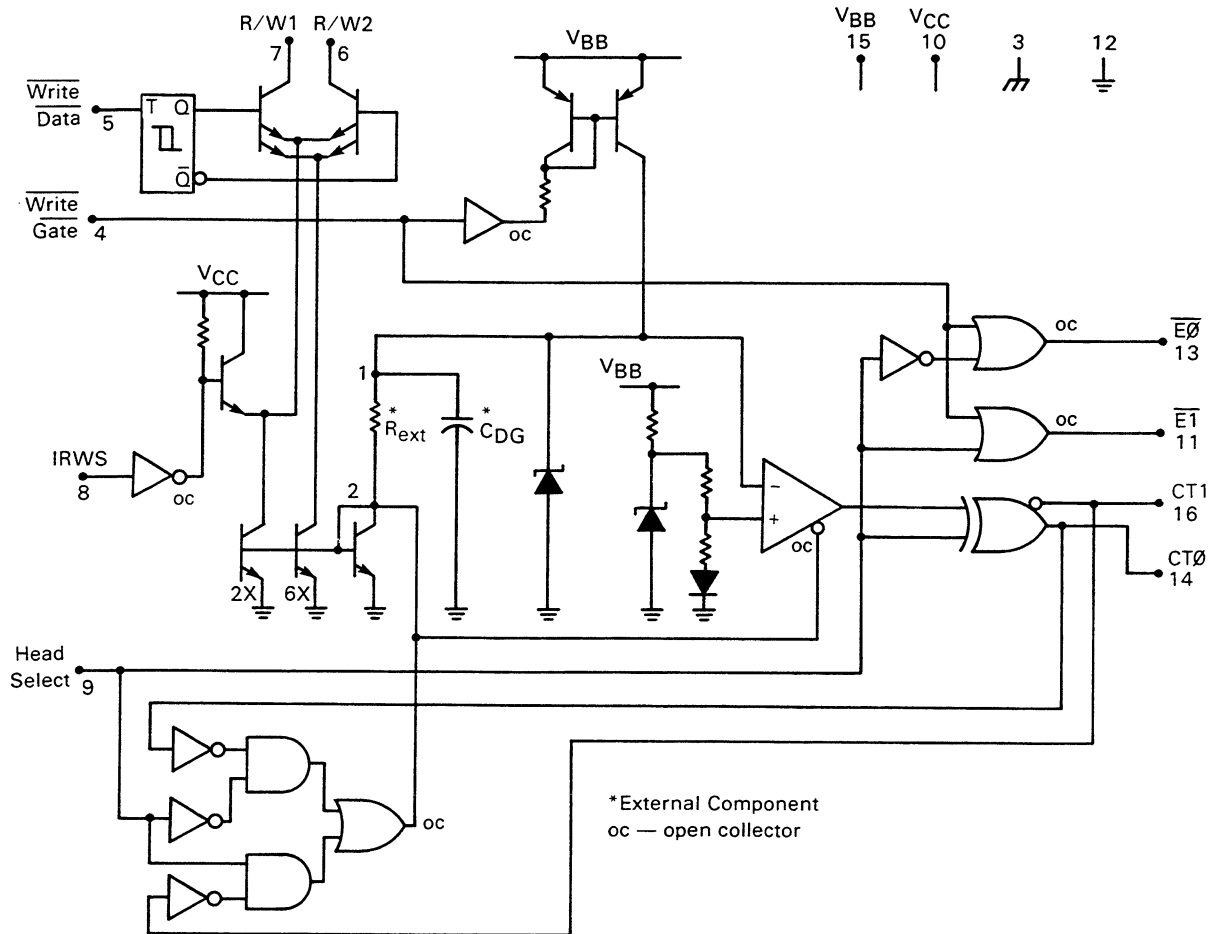 R/W1 R/W2
7 6
VBB
VBB VCC
15 10 3 12
Write
Data
5
T Q
Q̅
Write
Gate
4
oc
VCC
oc
E0
13
1
*
Rext
*
CDG
VBB
IRWS
8
oc
2
-
+
oc
oc
E1
11
CT1
16
CT0
14
2X 6X
Head
Select
9
oc
*External Component
oc — open collector